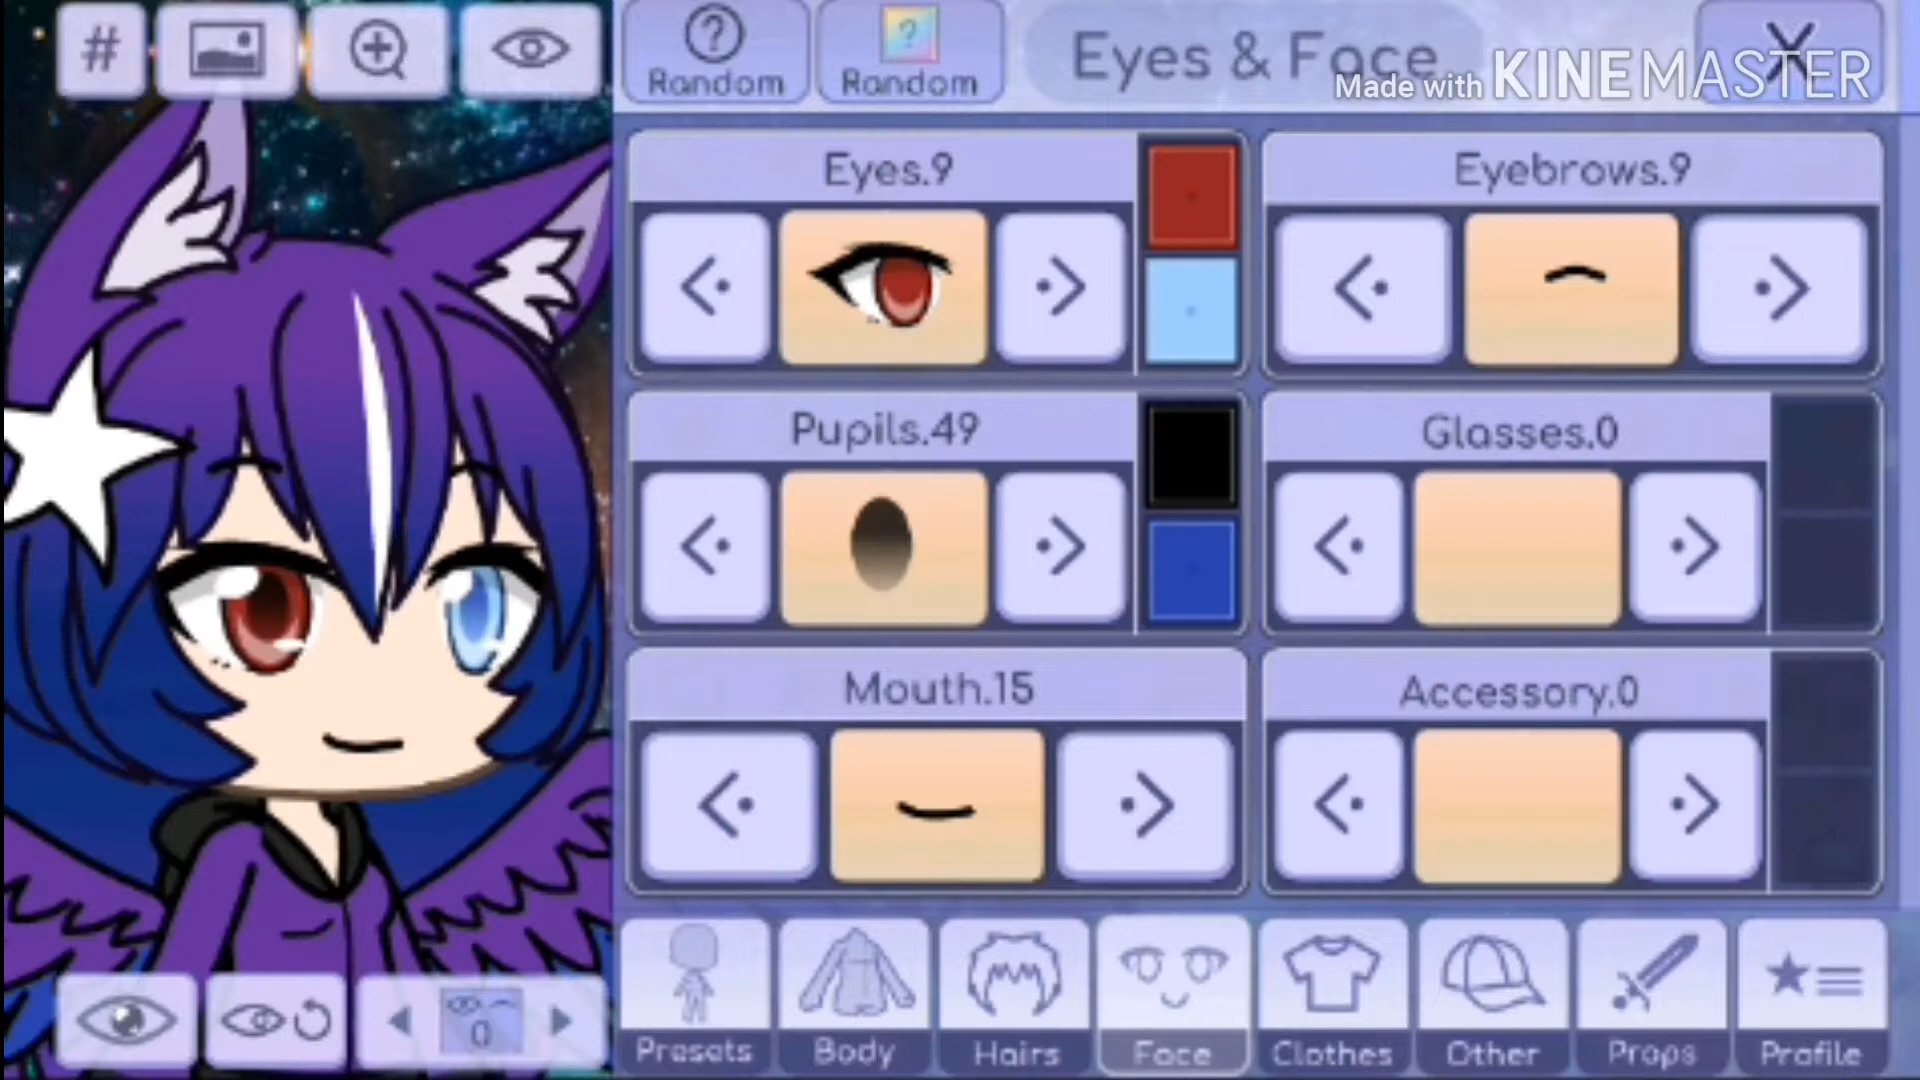 #
?
Random
?
Random
Eyes & Face
X
Made with KINEMASTER
Eyes.9
Eyebrows.9
Pupils.49
Glasses.0
Mouth.15
Accessory.0
0
Presets
Body
Hairs
Face
Clothes
Other
Props
Profile